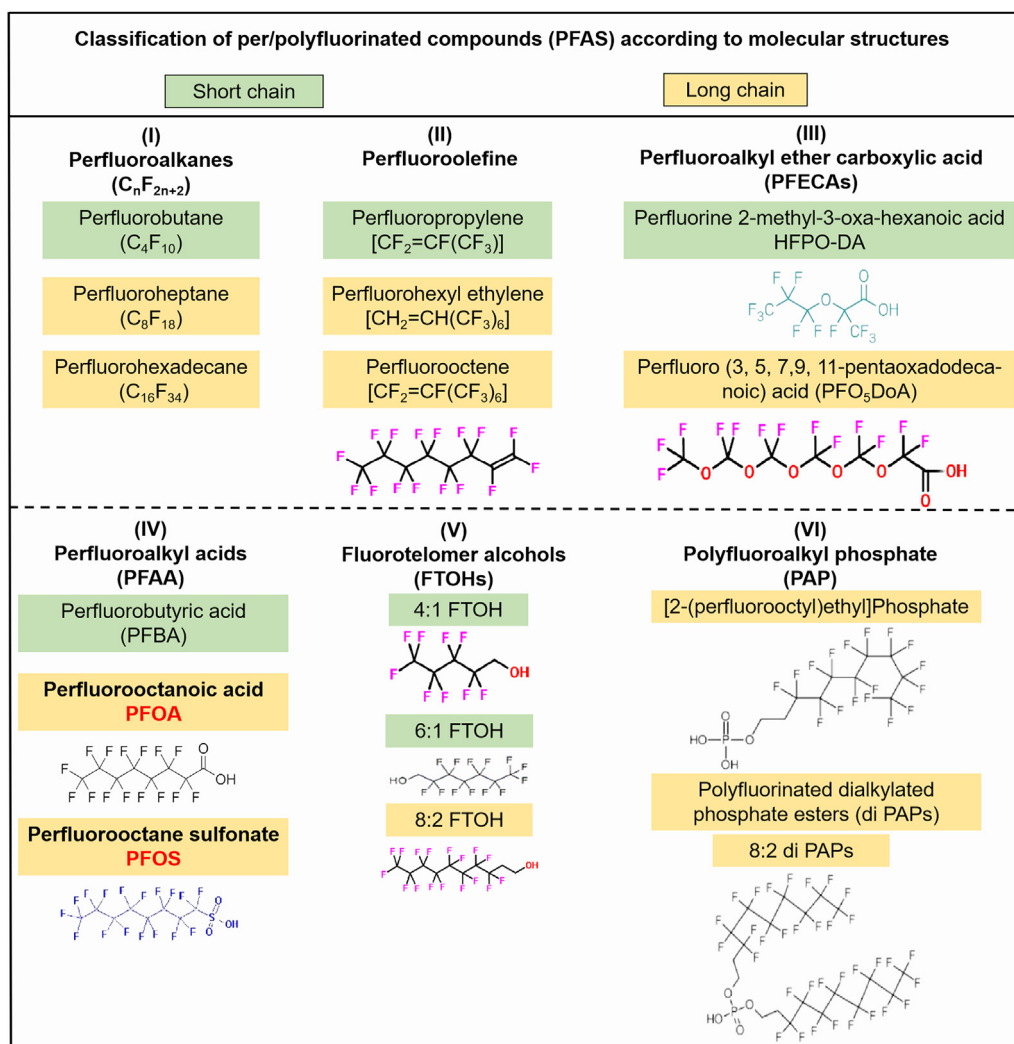 Classification of per/polyfluorinated compounds (PFAS) according to molecular structures
Short chain
Long chain
(I)
Perfluoroalkanes
(CnF2n+2)
Perfluorobutane
(C4F10)
Perfluoroheptane
(C8F18)
Perfluorohexadecane
(C16F34)
(II)
Perfluoroolefine
Perfluoropropylene
[CF2=CF(CF3)]
Perfluorohexyl ethylene
[CH2=CH(CF3)6]
Perfluorooctene
[CF2=CF(CF3)6]
(III)
Perfluoroalkyl ether carboxylic acid
(PFECAs)
Perfluorine 2-methyl-3-oxa-hexanoic acid
HFPO-DA
Perfluoro (3, 5, 7,9, 11-pentaoxadodeca-
noic) acid (PFO5DoA)
(IV)
Perfluoroalkyl acids
(PFAA)
Perfluorobutyric acid
(PFBA)
Perfluorooctanoic acid
PFOA
Perfluorooctane sulfonate
PFOS
(V)
Fluorotelomer alcohols
(FTOHs)
4:1 FTOH
6:1 FTOH
8:2 FTOH
(VI)
Polyfluoroalkyl phosphate
(PAP)
[2-(perfluorooctyl)ethyl]Phosphate
Polyfluorinated dialkylated
phosphate esters (di PAPs)
8:2 di PAPs